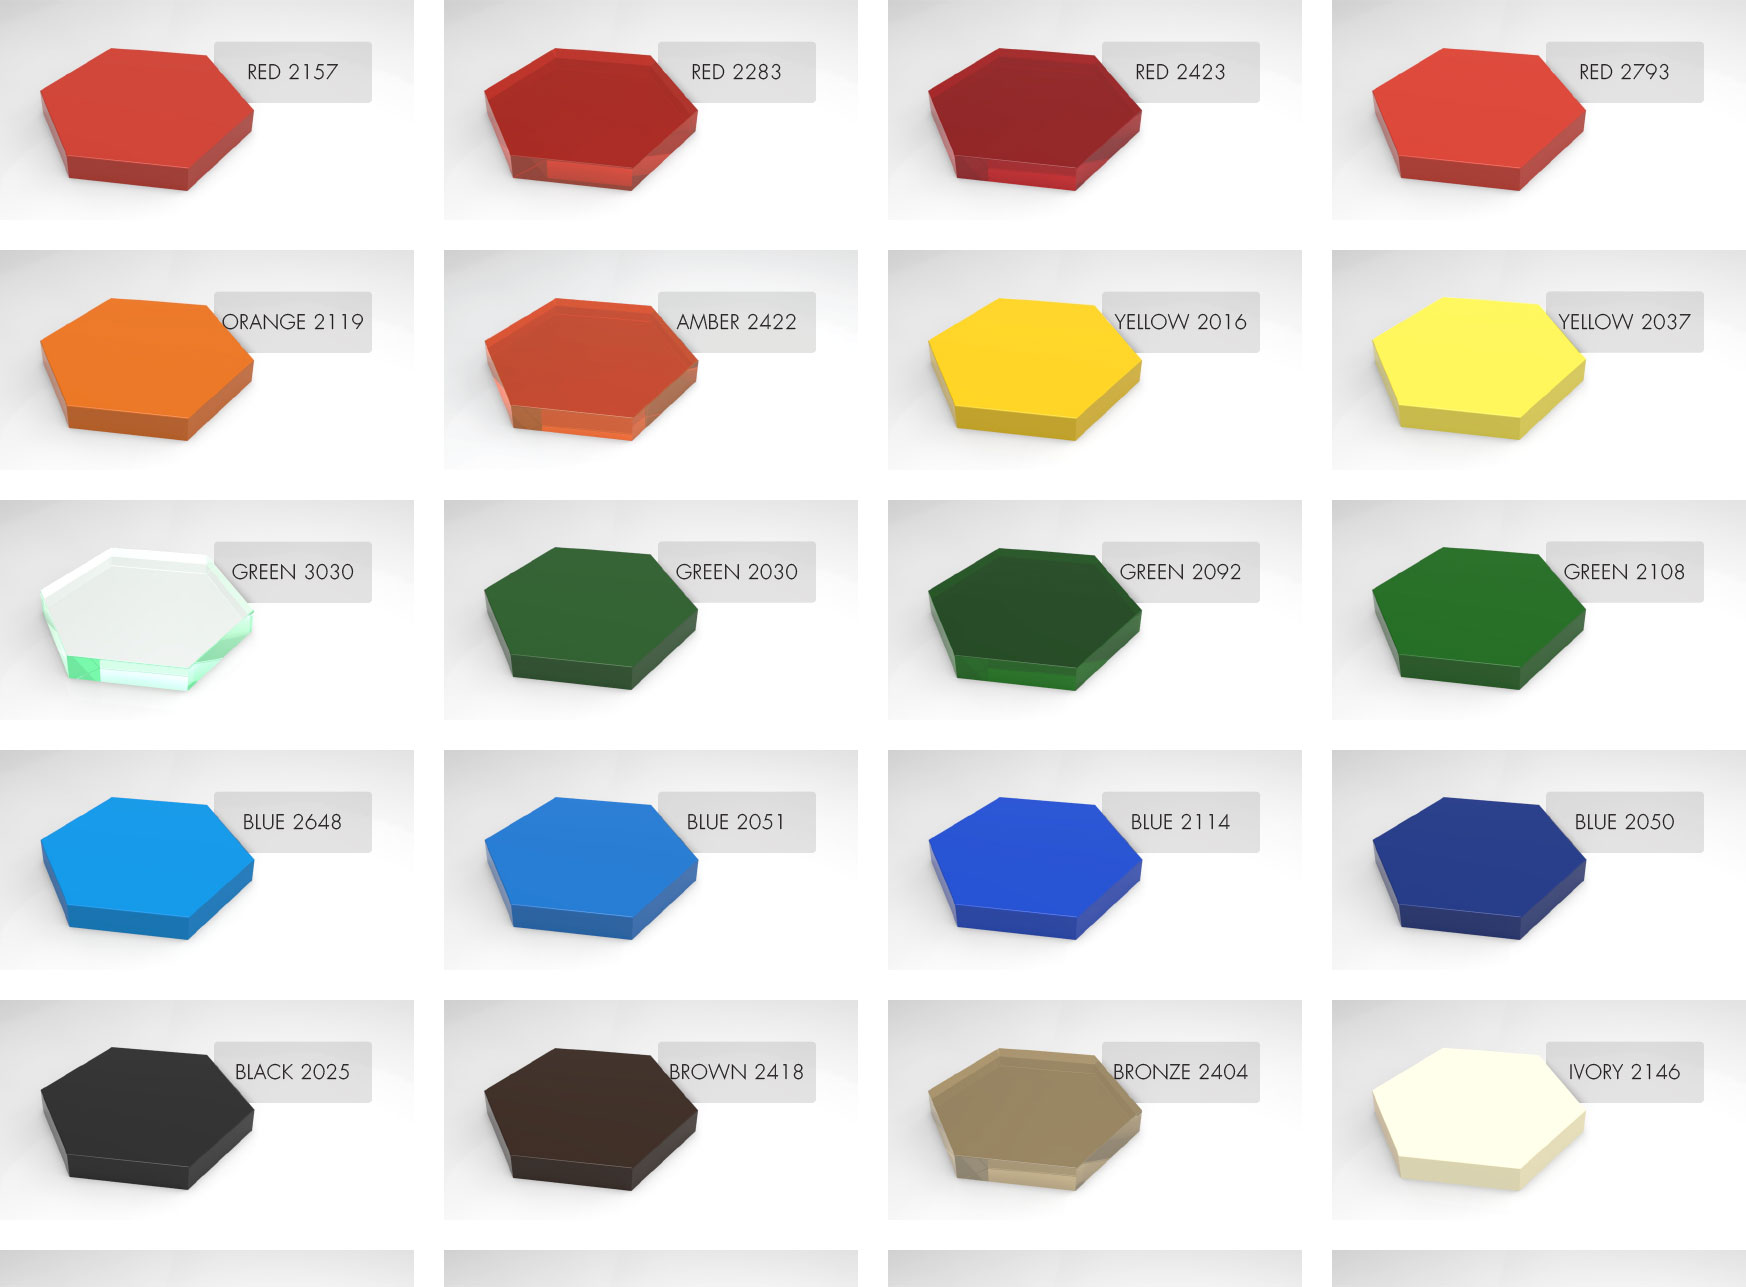 RED 2157
RED 2283
RED 2423
RED 2793
ORANGE 2119
AMBER 2422
YELLOW 2016
YELLOW 2037
GREEN 3030
GREEN 2030
GREEN 2092
GREEN 2108
BLUE 2648
BLUE 2051
BLUE 2114
BLUE 2050
BLACK 2025
BROWN 2418
BRONZE 2404
IVORY 2146